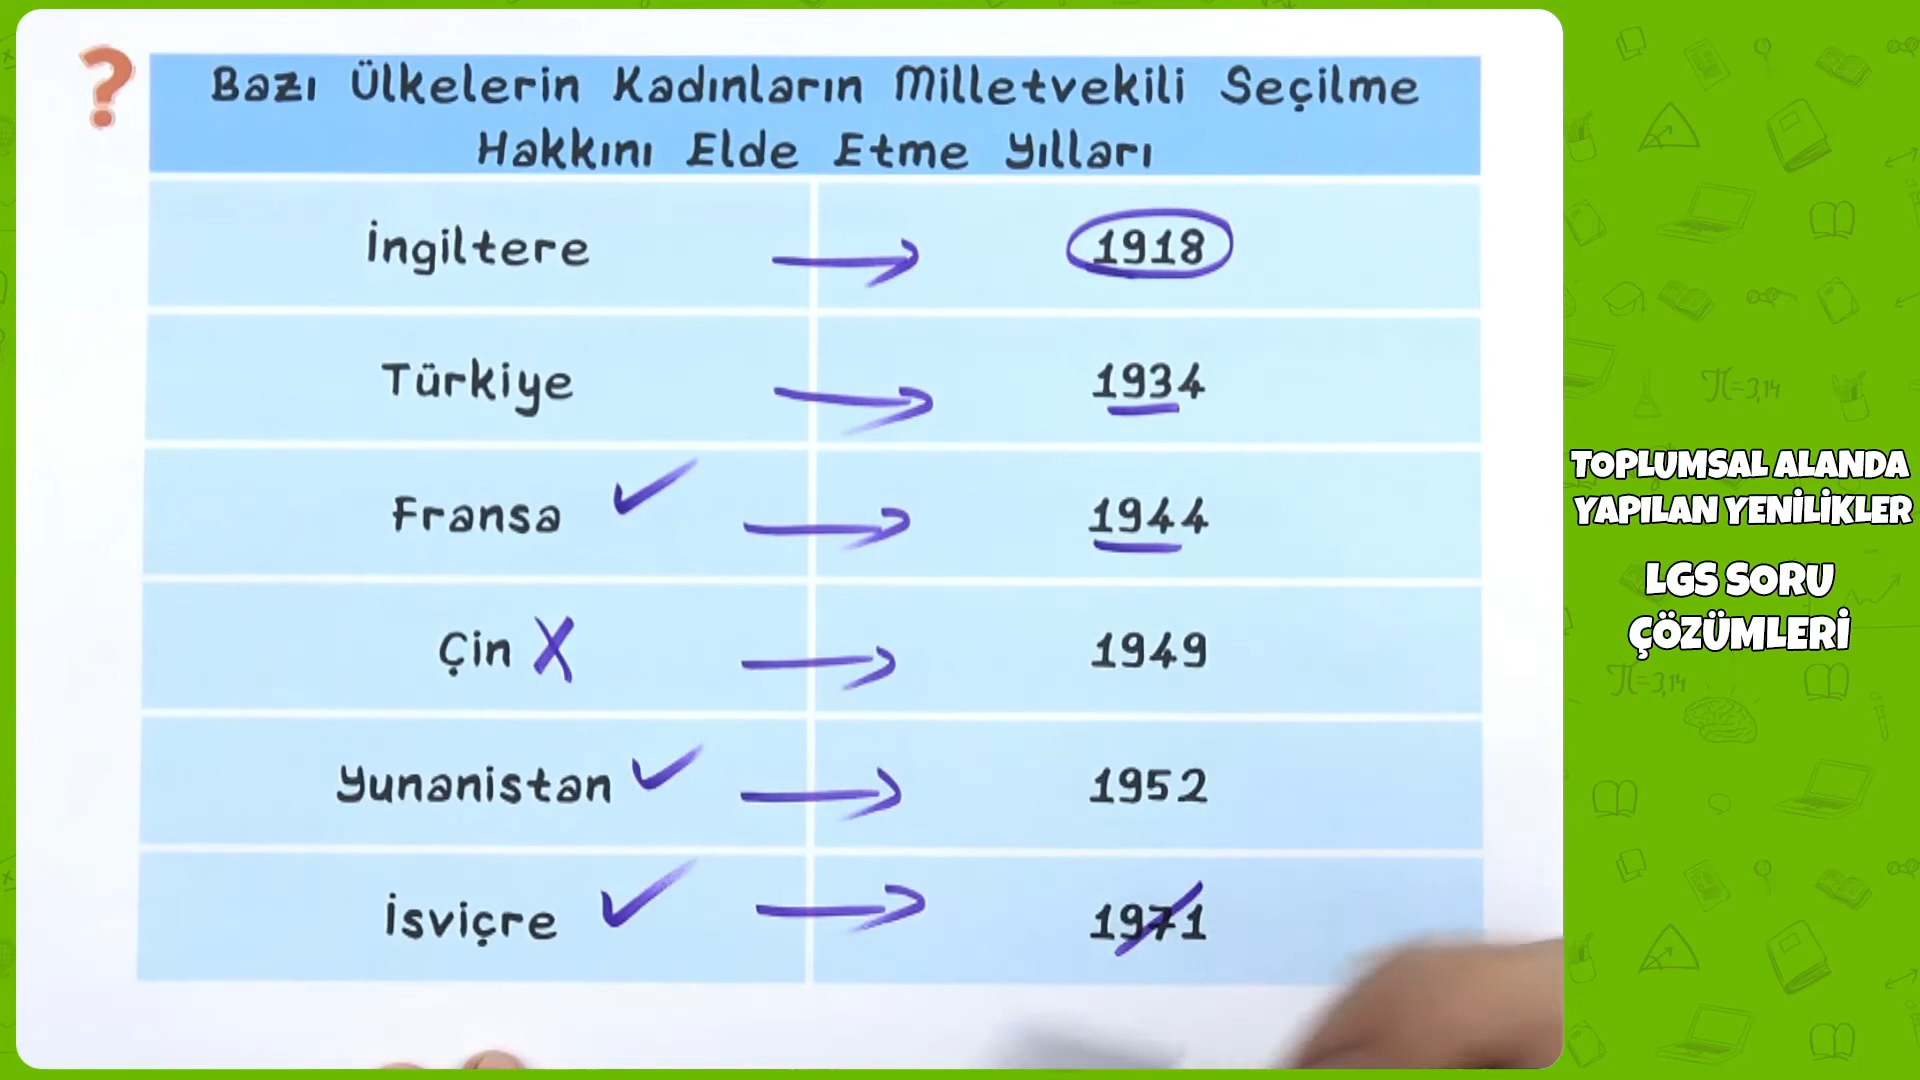 ?
Bazı Ülkelerin Kadınların Milletvekili Seçilme
Hakkını Elde Etme Yılları
İngiltere → 1918
Türkiye → 1934
Fransa ✓ → 1944
Çin X → 1949
Yunanistan ✓ → 1952
İsviçre ✓ → 1971
TOPLUMSAL ALANDA
YAPILAN YENİLİKLER
LGS SORU
ÇÖZÜMLERİ
π=3,14
π=3,14